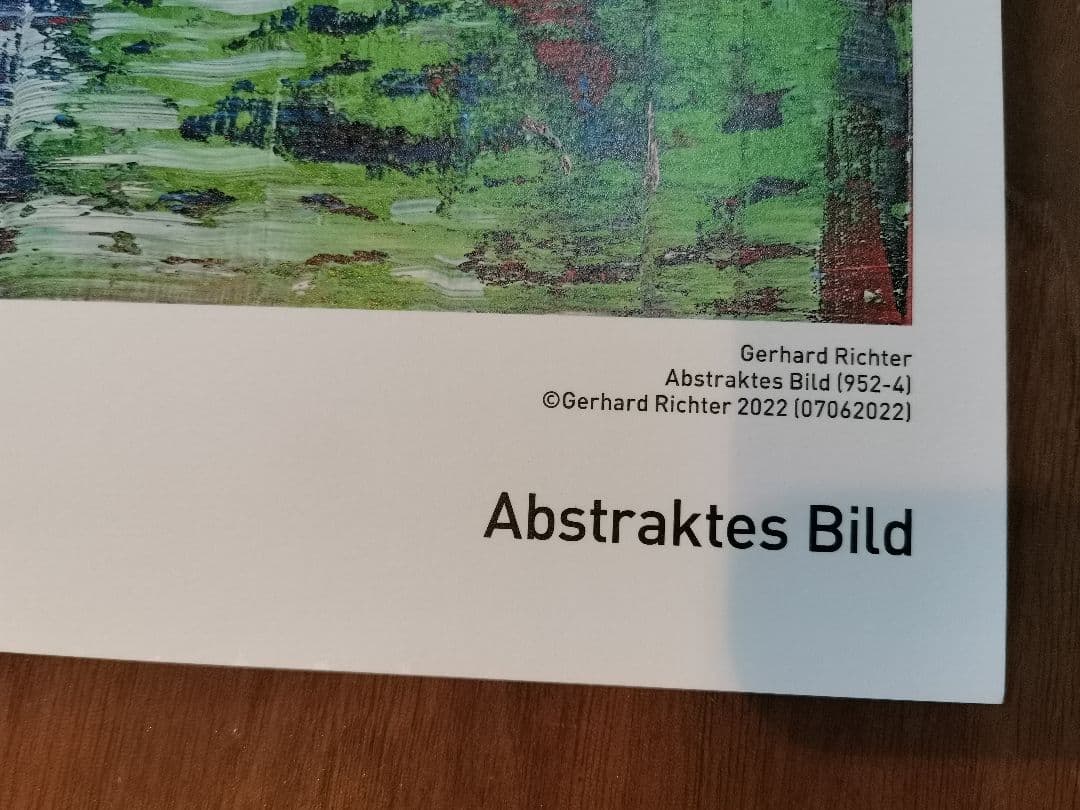 Gerhard Richter
Abstraktes Bild (952-4)
©Gerhard Richter 2022 (07062022)
Abstraktes Bild